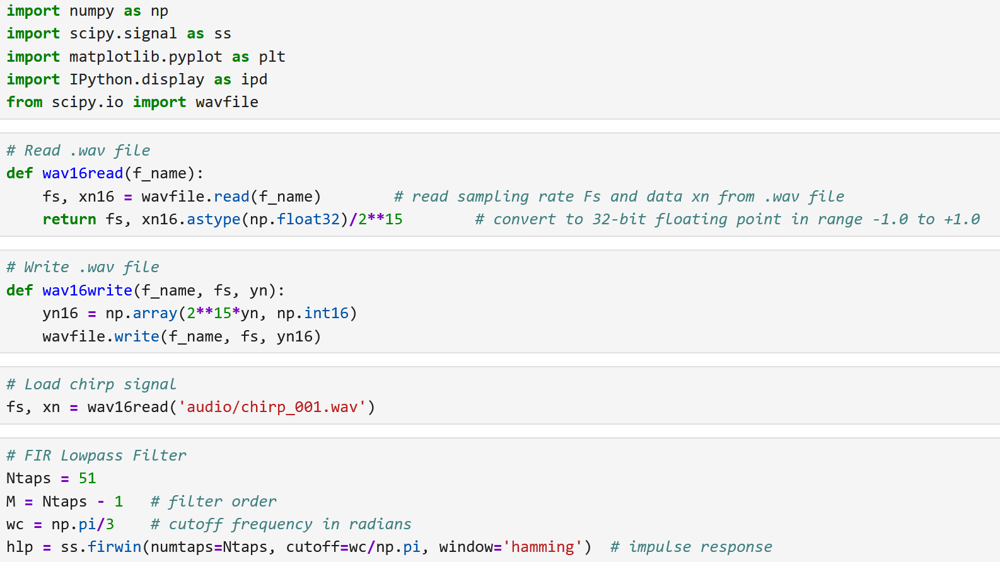 import numpy as np
import scipy.signal as ss
import matplotlib.pyplot as plt
import IPython.display as ipd
from scipy.io import wavfile
# Read .wav file
def wav16read(f_name):
    fs, xn16 = wavfile.read(f_name)        # read sampling rate Fs and data xn from .wav file
    return fs, xn16.astype(np.float32)/2**15        # convert to 32-bit floating point in range -1.0 to +1.0
# Write .wav file
def wav16write(f_name, fs, yn):
    yn16 = np.array(2**15*yn, np.int16)
    wavfile.write(f_name, fs, yn16)
# Load chirp signal
fs, xn = wav16read('audio/chirp_001.wav')
# FIR Lowpass Filter
Ntaps = 51
M = Ntaps - 1   # filter order
wc = np.pi/3    # cutoff frequency in radians
hlp = ss.firwin(numtaps=Ntaps, cutoff=wc/np.pi, window='hamming')  # impulse response